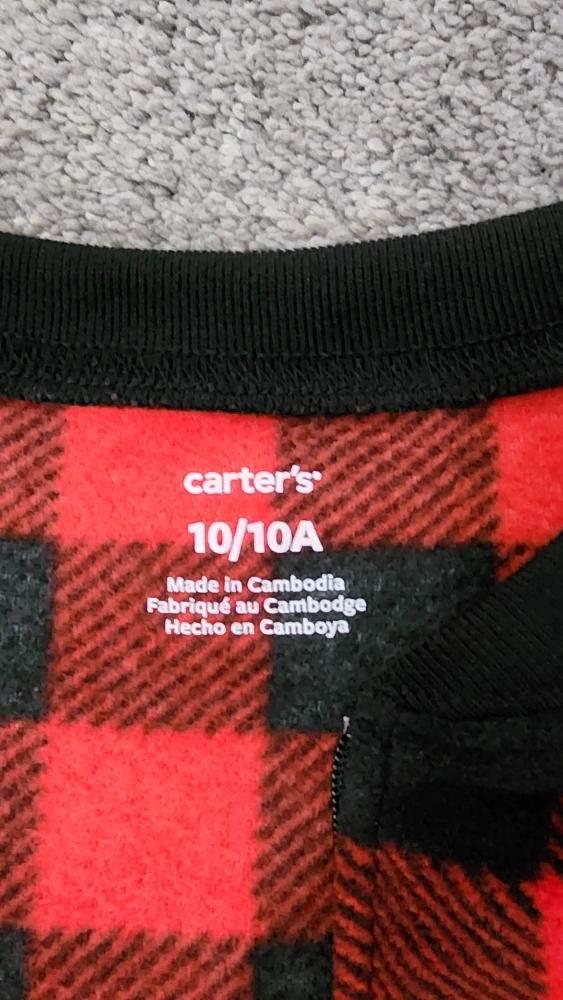 carter's
10/10A
Made in Cambodia
Fabriqué au Cambodge
Hecho en Camboya